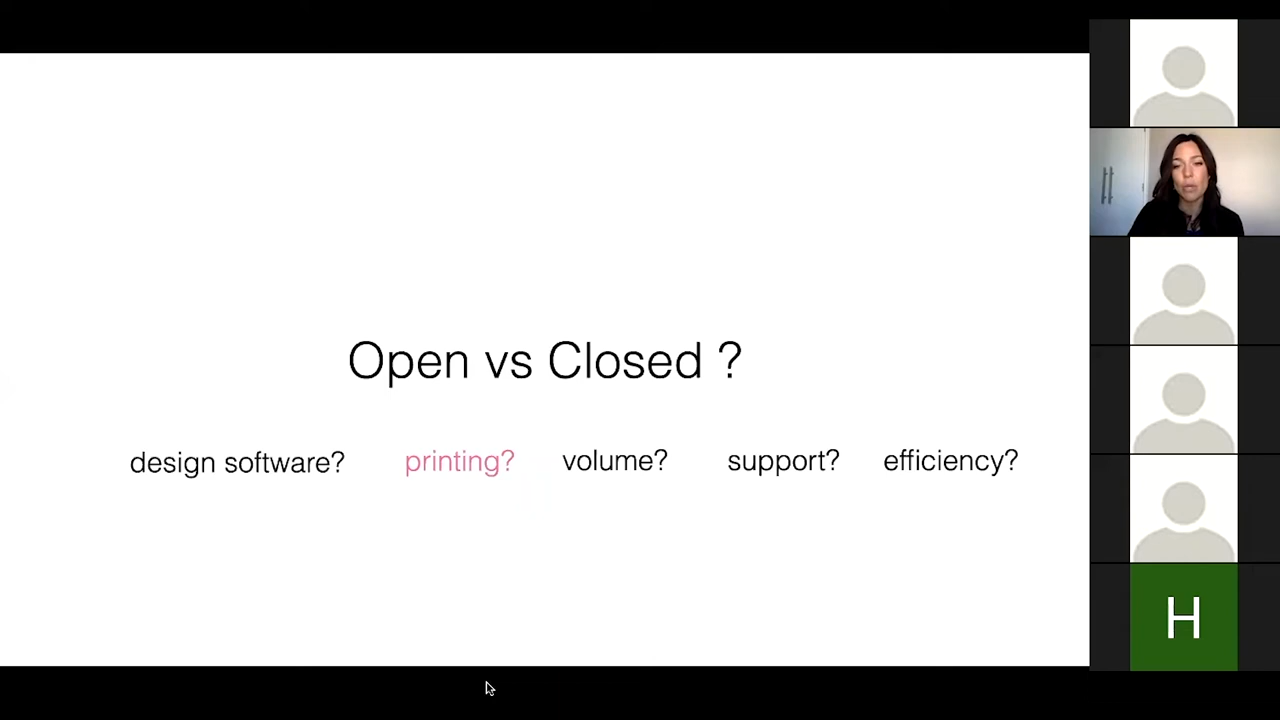 Open vs Closed ?
design software? printing? volume? support? efficiency?
H